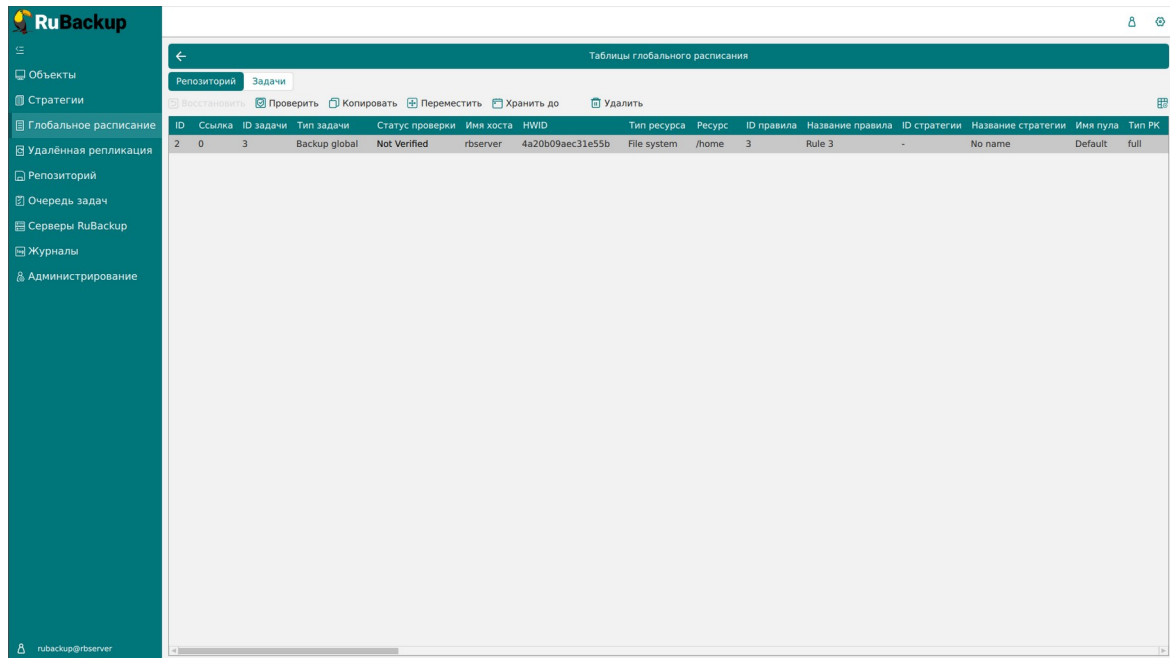 RuBackup
Таблицы глобального расписания
Объекты
Стратегии
Глобальное расписание
Удалённая репликация
Репозиторий
Очередь задач
Серверы RuBackup
Журналы
Администрирование
rubackup@rbserver
Репозиторий Задачи
Восстановить Проверить Копировать Переместить Хранить до Удалить
ID Ссылка ID задачи Тип задачи Статус проверки Имя хоста HWID Тип ресурса Ресурс ID правила Название правила ID стратегии Название стратегии Имя пула Тип РК
2 0 3 Backup global Not Verified rbserver 4a20b09aec31e55b File system /home 3 Rule 3 - No name Default full